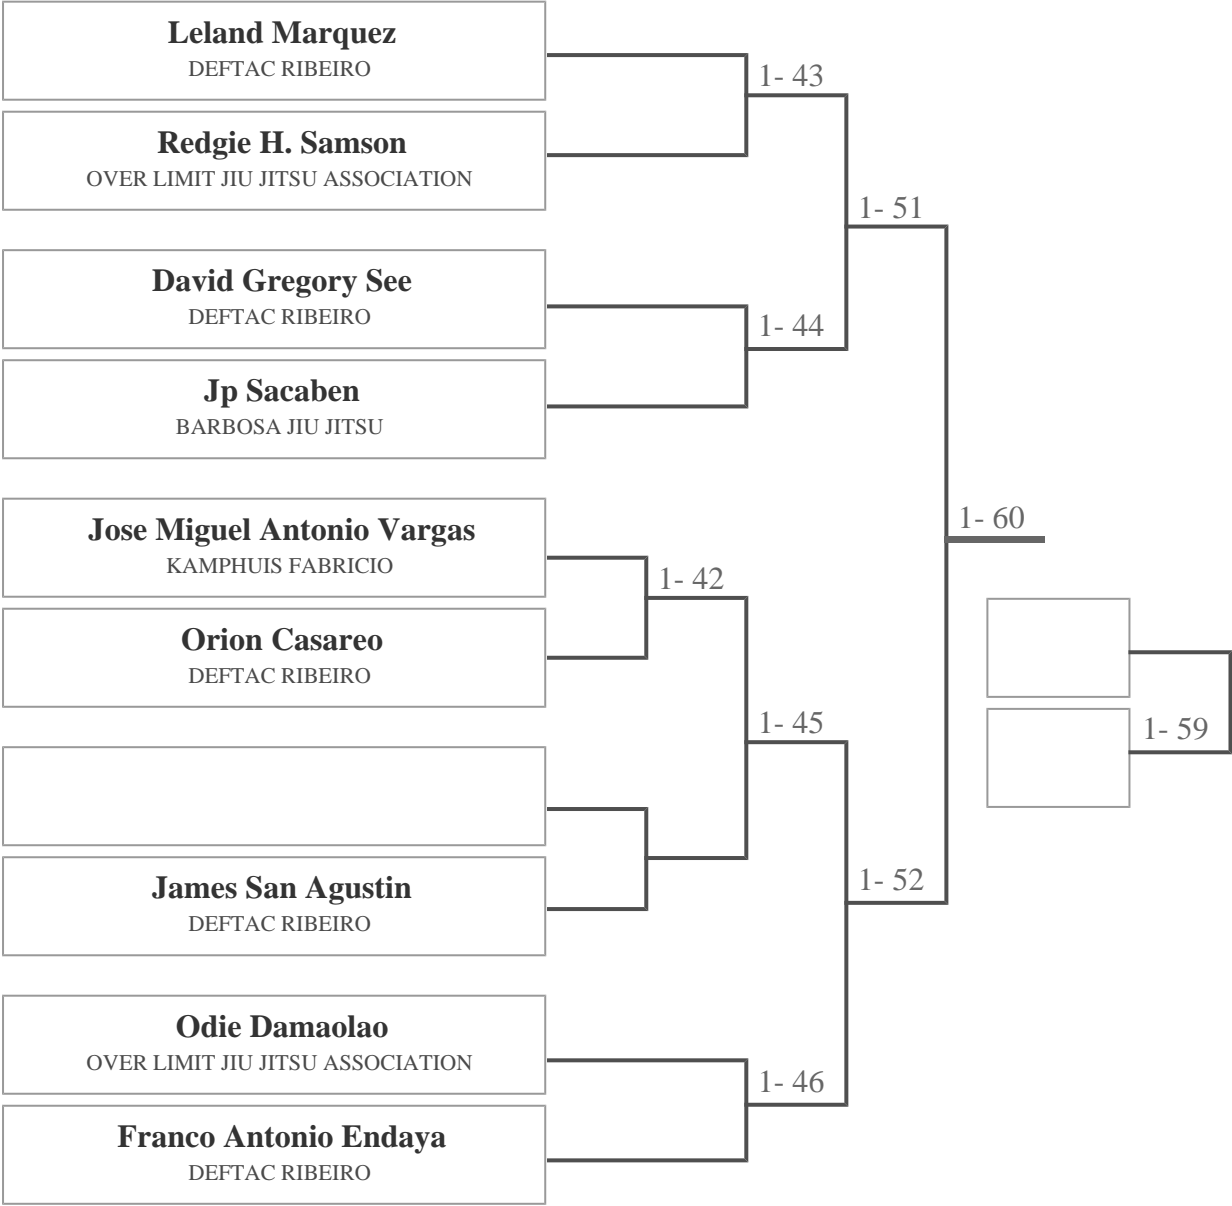 Leland Marquez
DEFTAC RIBEIRO
1- 43
Redgie H. Samson
OVER LIMIT JIU JITSU ASSOCIATION
1- 51
David Gregory See
DEFTAC RIBEIRO
1- 44
Jp Sacaben
BARBOSA JIU JITSU
Jose Miguel Antonio Vargas
KAMPHUIS FABRICIO
1- 60
1- 42
Orion Casareo
DEFTAC RIBEIRO
1- 45
1- 59
James San Agustin
DEFTAC RIBEIRO
1- 52
Odie Damaolao
OVER LIMIT JIU JITSU ASSOCIATION
1- 46
Franco Antonio Endaya
DEFTAC RIBEIRO